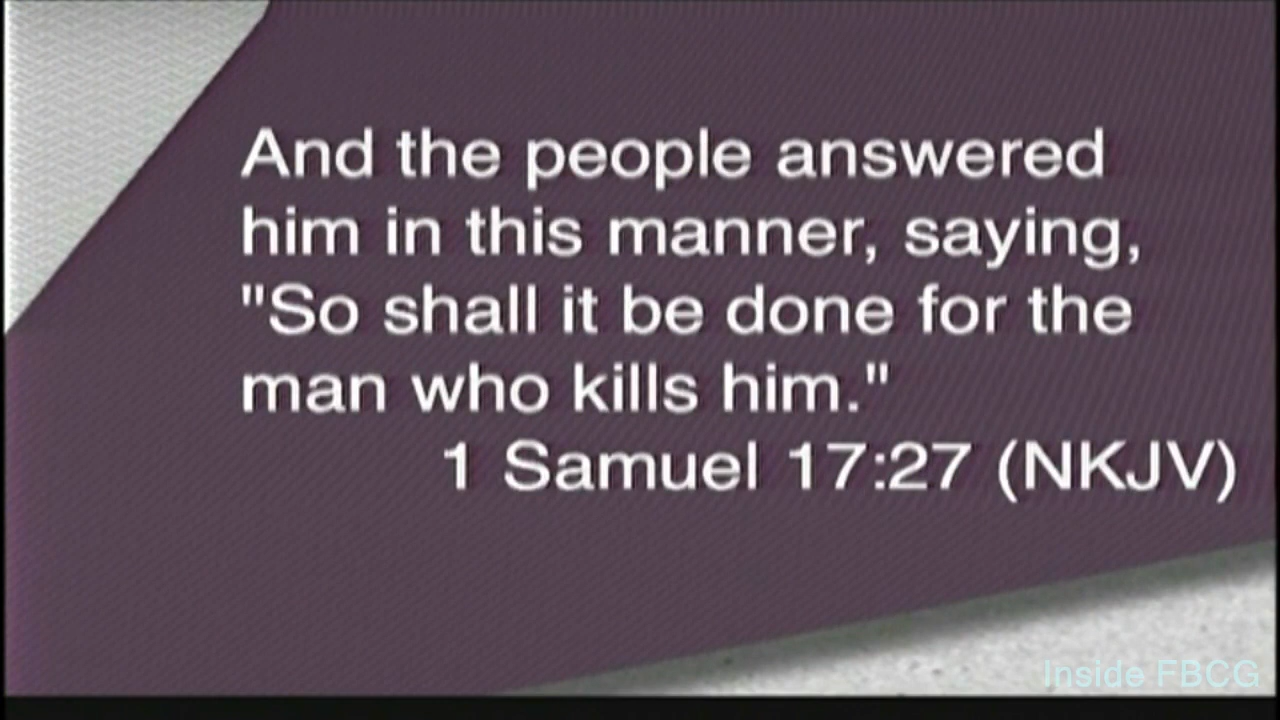 And the people answered
him in this manner, saying,
"So shall it be done for the
man who kills him."
1 Samuel 17:27 (NKJV)
Inside FBCG